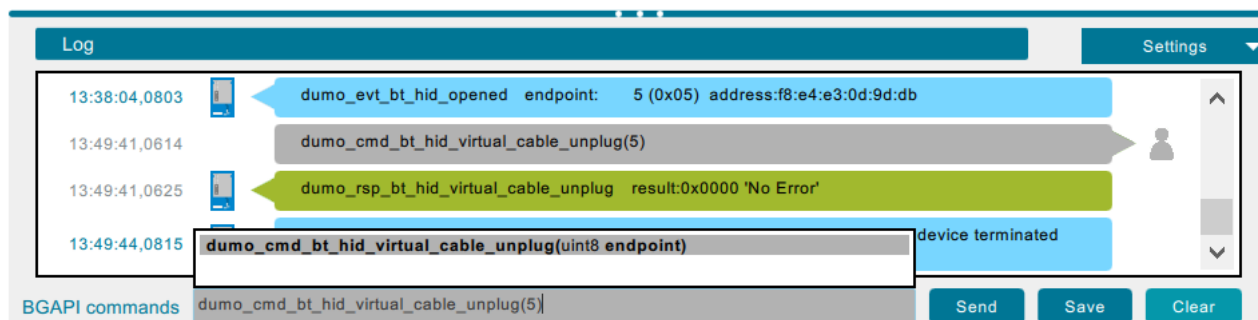 Log
Settings
13:38:04,0803 dumo_evt_bt_hid_opened endpoint: 5 (0x05) address:f8:e4:e3:0d:9d:db
13:49:41,0614 dumo_cmd_bt_hid_virtual_cable_unplug(5)
13:49:41,0625 dumo_rsp_bt_hid_virtual_cable_unplug result:0x0000 'No Error'
13:49:44,0815 device terminated
dumo_cmd_bt_hid_virtual_cable_unplug(uint8 endpoint)
BGAPI commands dumo_cmd_bt_hid_virtual_cable_unplug(5) Send Save Clear